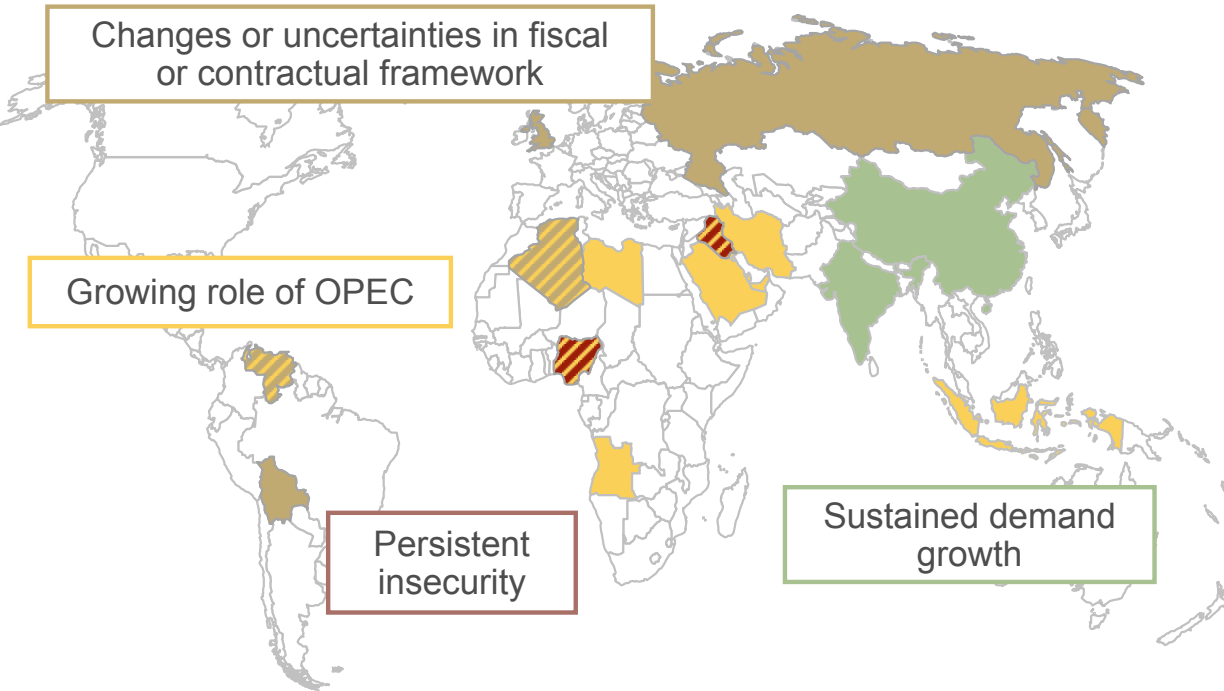 Changes or uncertainties in fiscal
or contractual framework
Growing role of OPEC
Persistent
insecurity
Sustained demand
growth